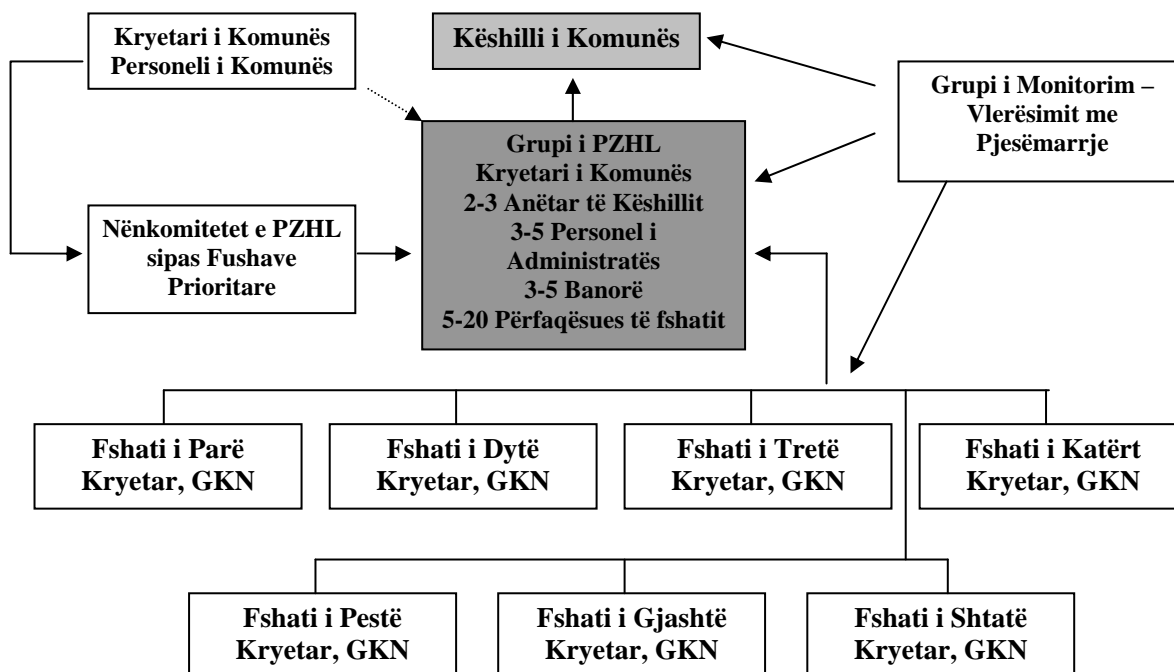 Kryetari i Komunës
Personeli i Komunës
Këshilli i Komunës
Grupi i Monitorim –
Vlerësimit me
Pjesëmarrje
Grupi i PZHL
Kryetari i Komunës
2-3 Anëtar të Këshillit
3-5 Personel i
Administratës
3-5 Banorë
5-20 Përfaqësues të fshatit
Nënkomitetet e PZHL
sipas Fushave
Prioritare
Fshati i Parë
Kryetar, GKN
Fshati i Dytë
Kryetar, GKN
Fshati i Tretë
Kryetar, GKN
Fshati i Katërt
Kryetar, GKN
Fshati i Pestë
Kryetar, GKN
Fshati i Gjashtë
Kryetar, GKN
Fshati i Shtatë
Kryetar, GKN